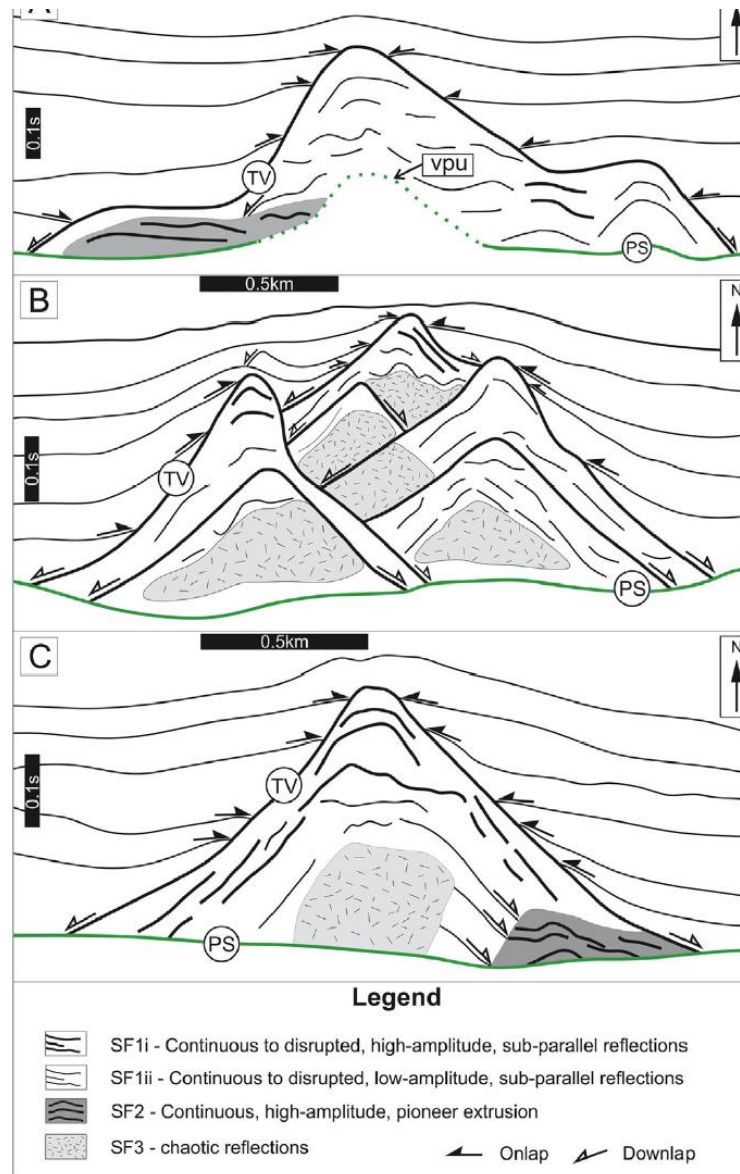 A
0.1s
TV
vpu
PS
0.5km
B
N
0.1s
TV
PS
0.5km
C
N
0.1s
TV
PS
Legend
SF1i - Continuous to disrupted, high-amplitude, sub-parallel reflections
SF1ii - Continuous to disrupted, low-amplitude, sub-parallel reflections
SF2 - Continuous, high-amplitude, pioneer extrusion
SF3 - chaotic reflections
Onlap
Downlap